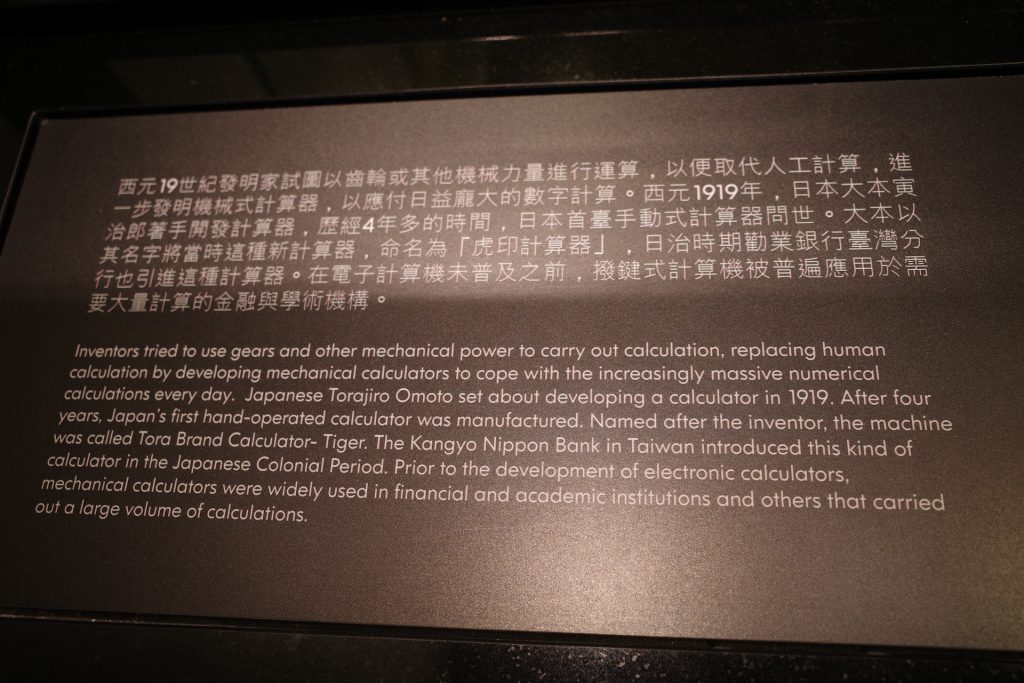 西元19世紀發明家試圖以齒輪或其他機械力量進行運算，以便取代人工計算，進
一步發明機械式計算器，以應付日益龐大的數字計算。西元1919年，日本大本寅
治郎著手開發計算器，歷經4年多的時間，日本首臺手動式計算器問世。大本以
其名字將當時這種新計算器，命名為「虎印計算器」，日治時期勸業銀行臺灣分
行也引進這種計算器。在電子計算機未普及之前，撥鍵式計算機被普遍應用於需
要大量計算的金融與學術機構。
Inventors tried to use gears and other mechanical power to carry out calculation, replacing human
calculation by developing mechanical calculators to cope with the increasingly massive numerical
calculations every day. Japanese Torajiro Omoto set about developing a calculator in 1919. After four
years, Japan's first hand-operated calculator was manufactured. Named after the inventor, the machine
was called Tora Brand Calculator- Tiger. The Kangyo Nippon Bank in Taiwan introduced this kind of
calculator in the Japanese Colonial Period. Prior to the development of electronic calculators,
mechanical calculators were widely used in financial and academic institutions and others that carried
out a large volume of calculations.